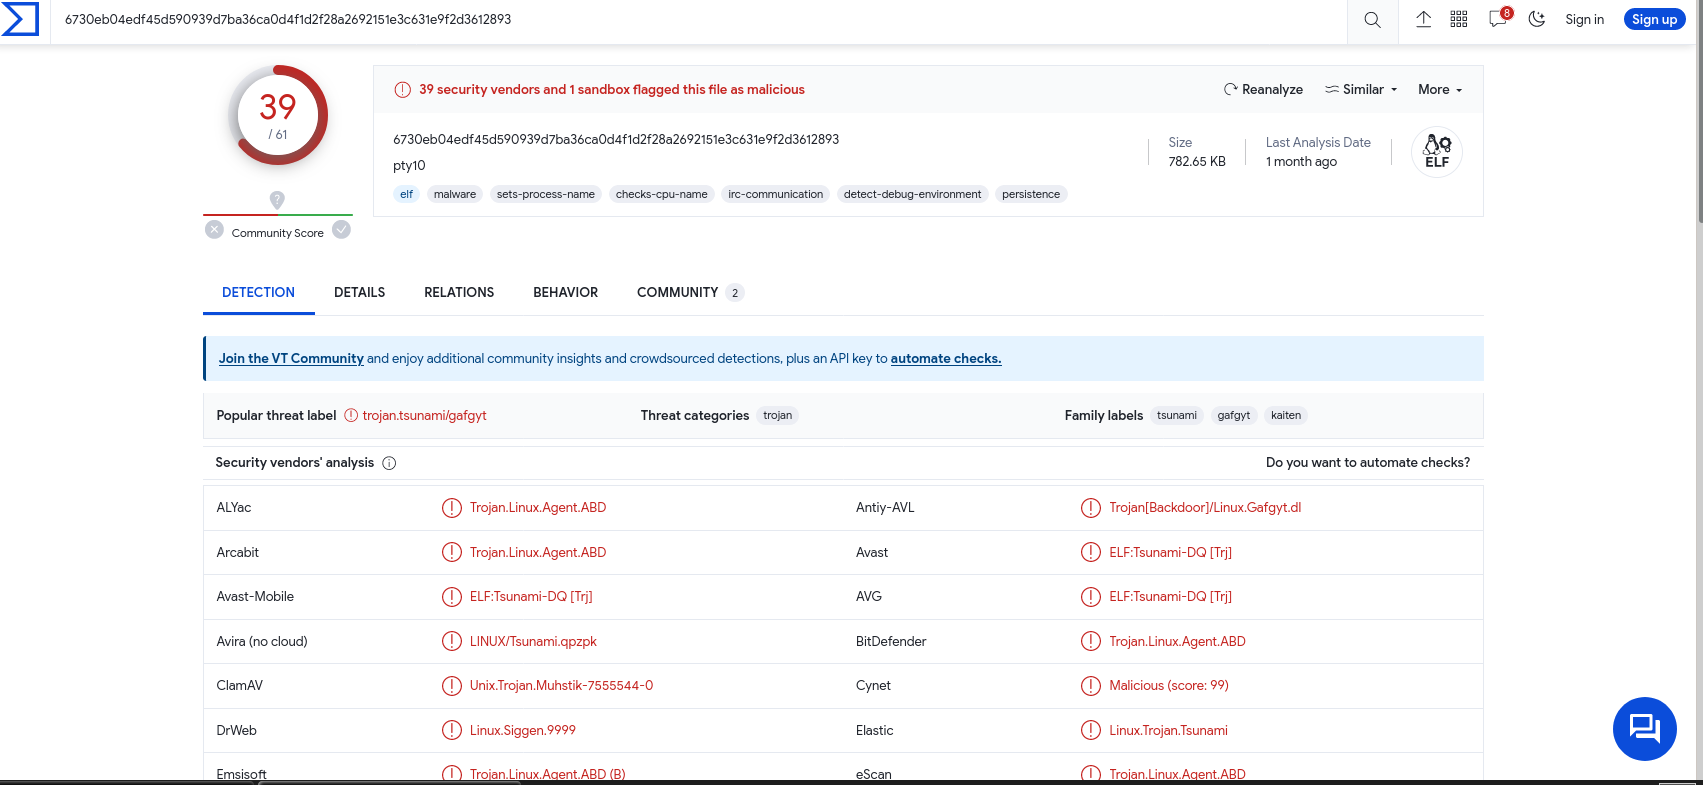 6730eb04edf45d590939d7ba36ca0d4f1d2f28a2692151e3c631e9f2d3612893
8
Sign in
Sign up
39
/ 61
?
Community Score
39 security vendors and 1 sandbox flagged this file as malicious
Reanalyze
Similar
More
6730eb04edf45d590939d7ba36ca0d4f1d2f28a2692151e3c631e9f2d3612893
pty10
elf malware sets-process-name checks-cpu-name irc-communication detect-debug-environment persistence
Size
782.65 KB
Last Analysis Date
1 month ago
ELF
DETECTION DETAILS RELATIONS BEHAVIOR COMMUNITY 2
Join the VT Community and enjoy additional community insights and crowdsourced detections, plus an API key to automate checks.
Popular threat label trojan.tsunami/gafgyt Threat categories trojan Family labels tsunami gafgyt kaiten
Security vendors' analysis Do you want to automate checks?
ALYac Trojan.Linux.Agent.ABD Antiy-AVL Trojan[Backdoor]/Linux.Gafgyt.dl
Arcabit Trojan.Linux.Agent.ABD Avast ELF:Tsunami-DQ [Trj]
Avast-Mobile ELF:Tsunami-DQ [Trj] AVG ELF:Tsunami-DQ [Trj]
Avira (no cloud) LINUX/Tsunami.qpzpk BitDefender Trojan.Linux.Agent.ABD
ClamAV Unix.Trojan.Muhstik-7555544-0 Cynet Malicious (score: 99)
DrWeb Linux.Siggen.9999 Elastic Linux.Trojan.Tsunami
Emsisoft Trojan.Linux.Agent.ABD (B) eScan Trojan.Linux.Agent.ABD